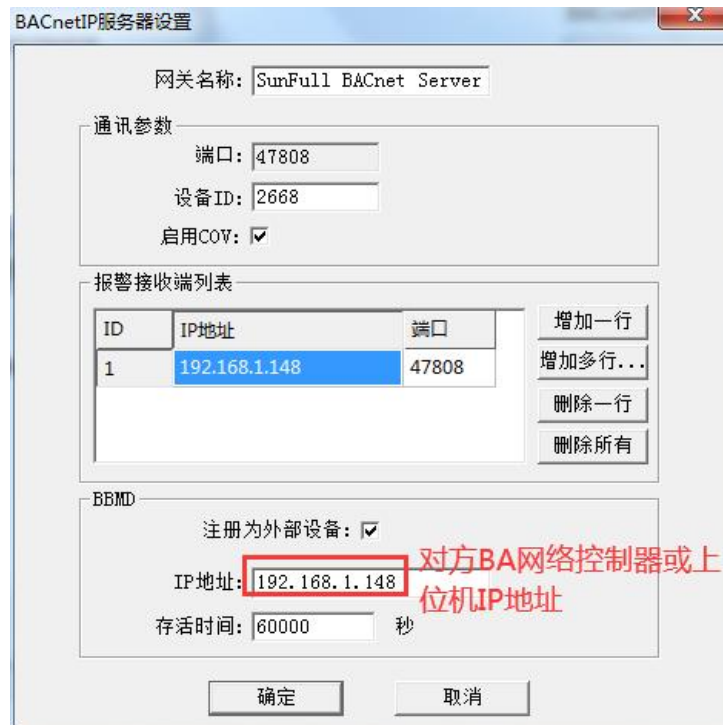 BACnetIP服务器设置
网关名称: SunFull BACnet Server
通讯参数
端口: 47808
设备ID: 2668
启用COV:
报警接收端列表
ID IP地址 端口
1 192.168.1.148 47808
增加一行
增加多行...
删除一行
删除所有
BBMD
注册为外部设备:
IP地址: 192.168.1.148
对方BA网络控制器或上
位机IP地址
存活时间: 60000 秒
确定 取消